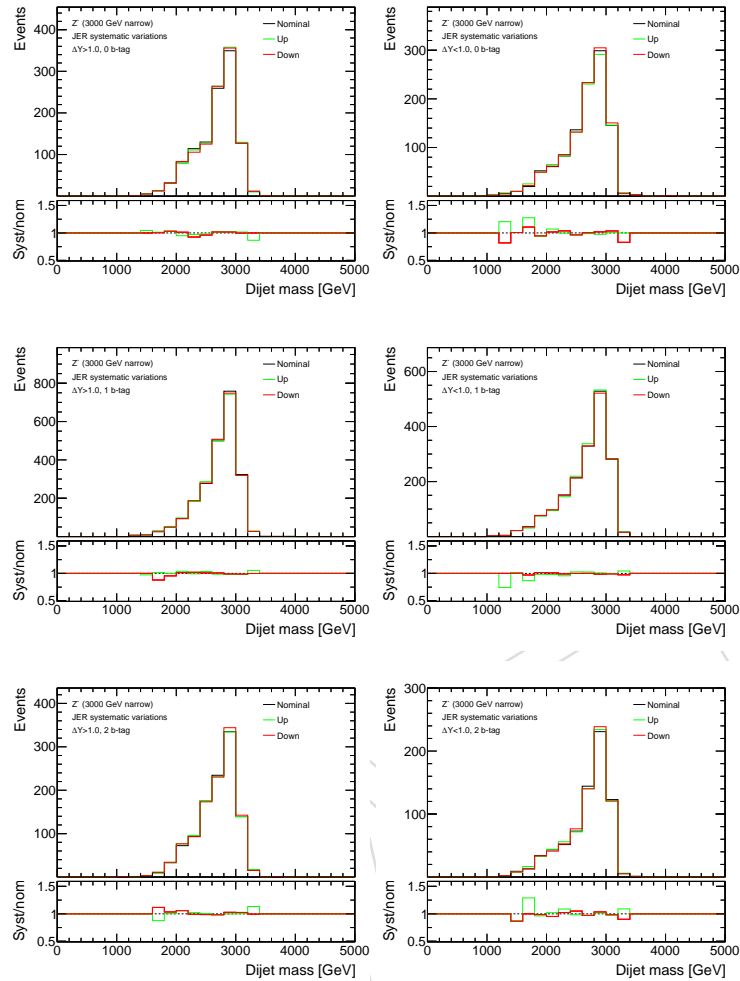 Events
400
300
200
100
Z´ (3000 GeV narrow)
JER systematic variations
ΔY>1.0, 0 b-tag
Nominal
Up
Down
Syst/nom
1.5
1
0.5
0 1000 2000 3000 4000 5000
Dijet mass [GeV]
Events
300
200
100
Z´ (3000 GeV narrow)
JER systematic variations
ΔY<1.0, 0 b-tag
Nominal
Up
Down
Syst/nom
1.5
1
0.5
0 1000 2000 3000 4000 5000
Dijet mass [GeV]
Events
800
600
400
200
Z´ (3000 GeV narrow)
JER systematic variations
ΔY>1.0, 1 b-tag
Nominal
Up
Down
Syst/nom
1.5
1
0.5
0 1000 2000 3000 4000 5000
Dijet mass [GeV]
Events
600
400
200
Z´ (3000 GeV narrow)
JER systematic variations
ΔY<1.0, 1 b-tag
Nominal
Up
Down
Syst/nom
1.5
1
0.5
0 1000 2000 3000 4000 5000
Dijet mass [GeV]
Events
400
300
200
100
Z´ (3000 GeV narrow)
JER systematic variations
ΔY>1.0, 2 b-tag
Nominal
Up
Down
Syst/nom
1.5
1
0.5
0 1000 2000 3000 4000 5000
Dijet mass [GeV]
Events
300
200
100
Z´ (3000 GeV narrow)
JER systematic variations
ΔY<1.0, 2 b-tag
Nominal
Up
Down
Syst/nom
1.5
1
0.5
0 1000 2000 3000 4000 5000
Dijet mass [GeV]